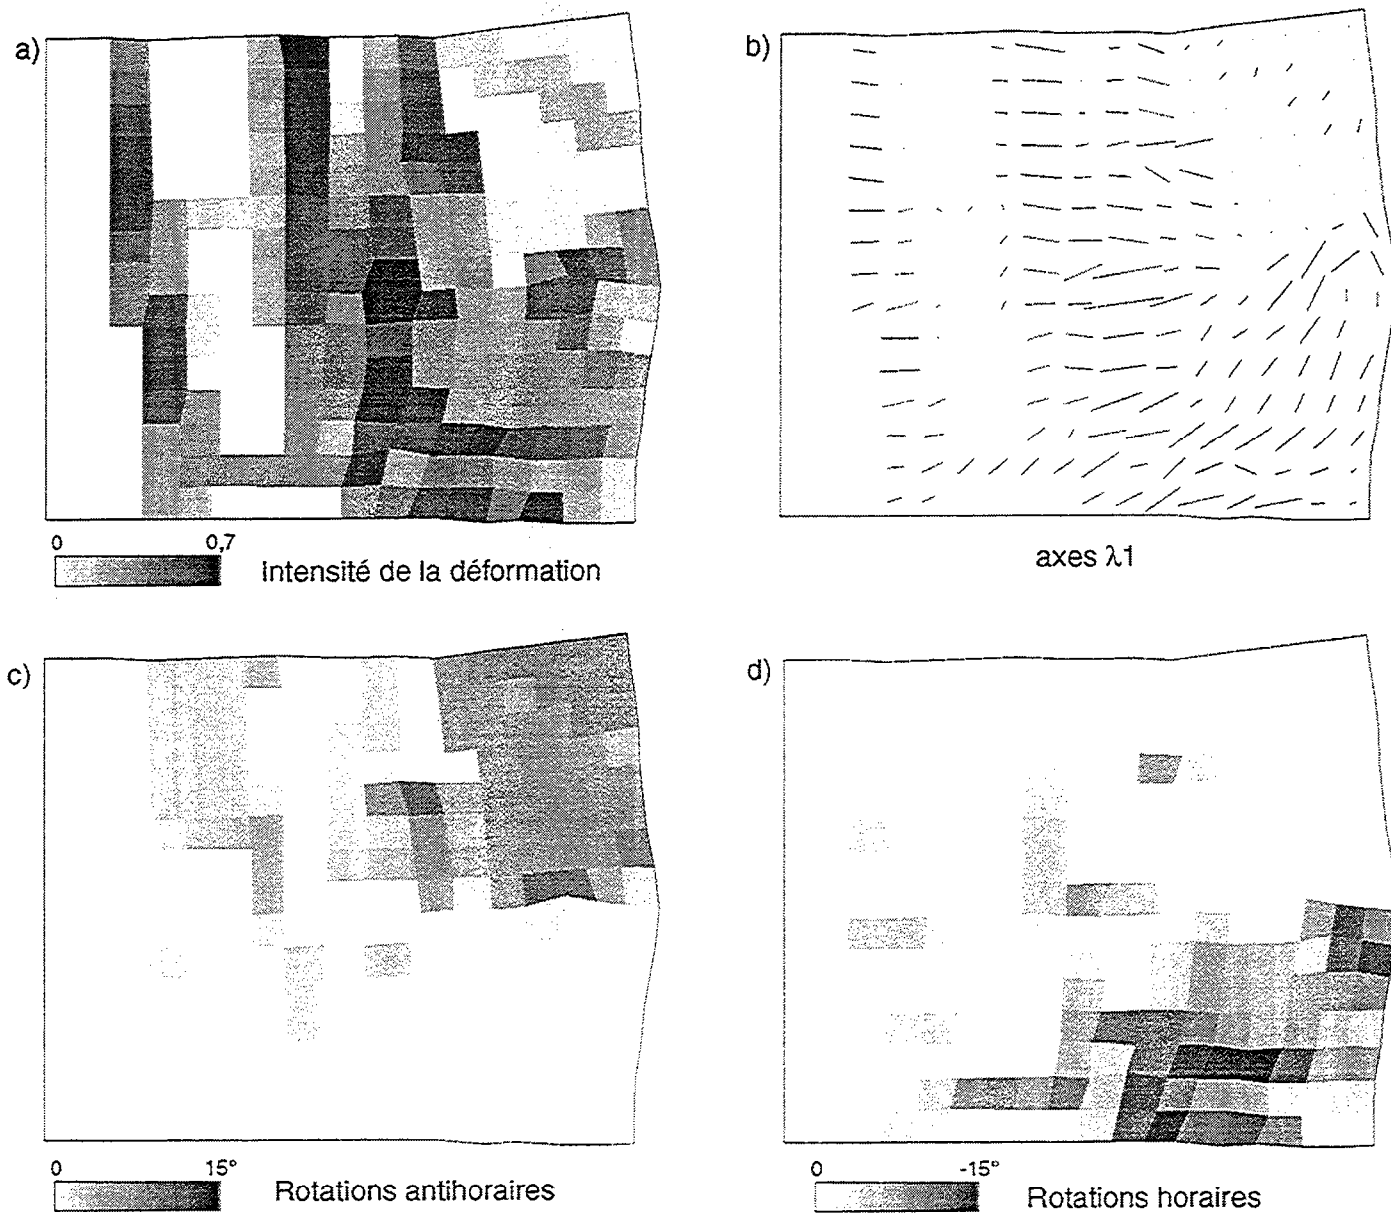 a)
b)
0 0,7
Intensité de la déformation
axes λ1
c)
d)
0 15°
Rotations antihoraires
0 -15°
Rotations horaires